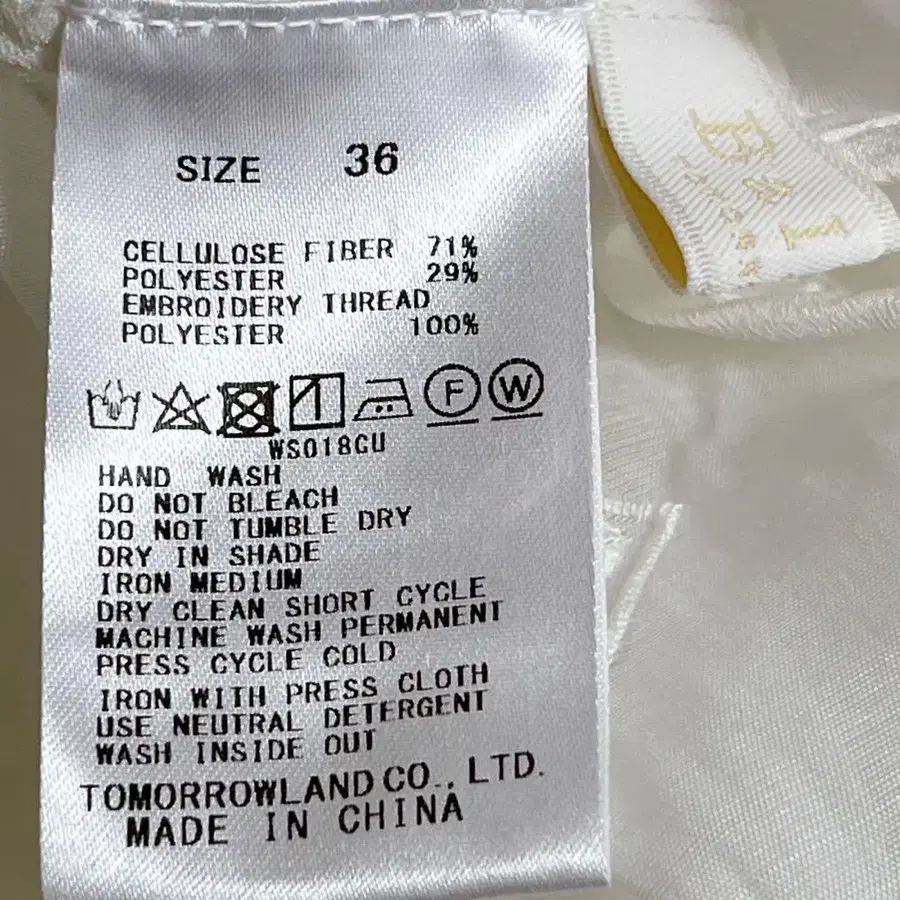 SIZE 36
CELLULOSE FIBER 71%
POLYESTER 29%
EMBROIDERY THREAD
POLYESTER 100%
F W
WS018GU
HAND WASH
DO NOT BLEACH
DO NOT TUMBLE DRY
DRY IN SHADE
IRON MEDIUM
DRY CLEAN SHORT CYCLE
MACHINE WASH PERMANENT
PRESS CYCLE COLD
IRON WITH PRESS CLOTH
USE NEUTRAL DETERGENT
WASH INSIDE OUT
TOMORROWLAND CO., LTD.
MADE IN CHINA